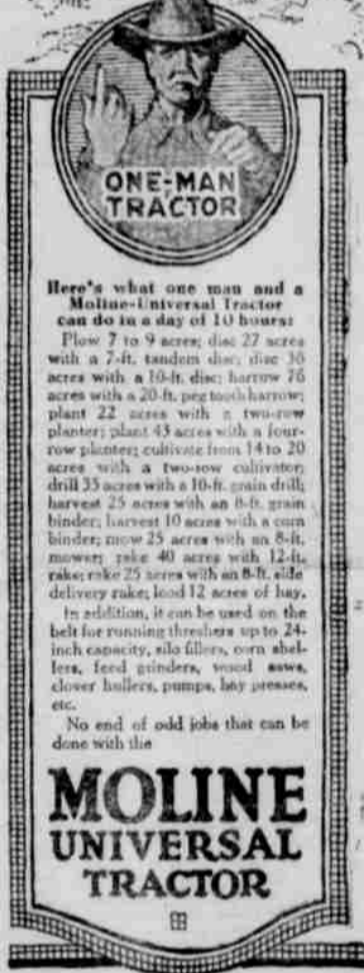 ONE-MAN
TRACTOR
Here's what one man and a
Moline-Universal Tractor
can do in a day of 10 hours:
Plow 7 to 9 acres; disc 27 acres
with a 7-ft. tandem disc; disc
acres with a 10-ft. disc; harrow 76
acres with a 20-ft. peg tooth harrow;
plant 22 acres with a two-row
planter; plant 43 acres with a four-
row planter; cultivate from 14 to 20
acres with a two-row cultivator;
drill 35 acres with a 10-ft. grain drill;
harvest 25 acres with an 8-ft. grain
binder; harvest 10 acres with a corn
binder; mow 25 acres with an 8-ft.
mower; rake 40 acres with 12-ft.
rake; rake 25 acres with an 8-ft. side
delivery rake; load 12 acres of hay.
In addition, it can be used on the
belt for running threshers up to 24-
inch capacity, silo fillers, corn shel-
lers, feed grinders, wood saws,
clover hullers, pumps, hay presses,
etc.
No end of odd jobs that can be
done with the
MOLINE
UNIVERSAL
TRACTOR